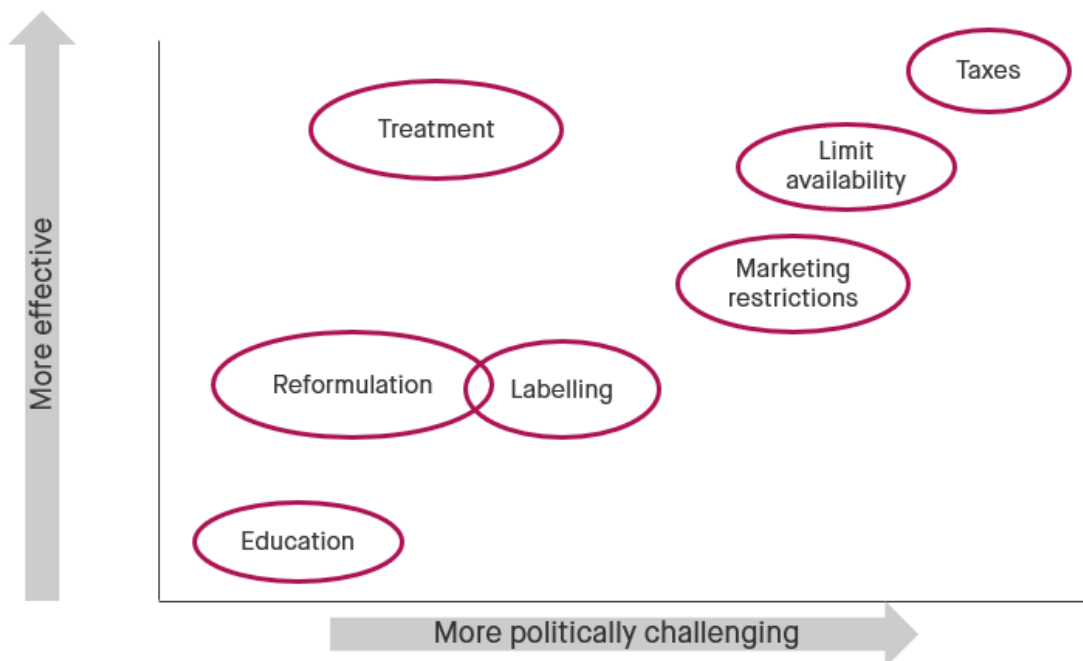 Taxes
Treatment
Limit
availability
Marketing
restrictions
More effective
Reformulation
Labelling
Education
More politically challenging